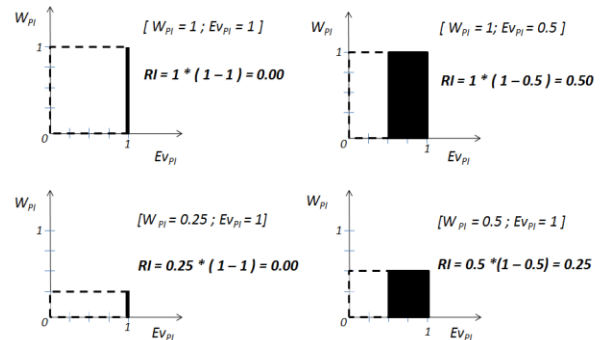 W_PI
[ W_PI = 1 ; Ev_PI = 1 ]
1
RI = 1 * ( 1 – 1 ) = 0.00
0
1
Ev_PI
W_PI
[ W_PI = 1; Ev_PI = 0.5 ]
1
RI = 1 * ( 1 – 0.5 ) = 0.50
0
1
Ev_PI
W_PI
[W_PI = 0.25 ; Ev_PI = 1]
1
RI = 0.25 * ( 1 – 1 ) = 0.00
0
1
Ev_PI
W_PI
[W_PI = 0.5 ; Ev_PI = 1 ]
1
RI = 0.5 *(1 – 0.5) = 0.25
0
1
Ev_PI